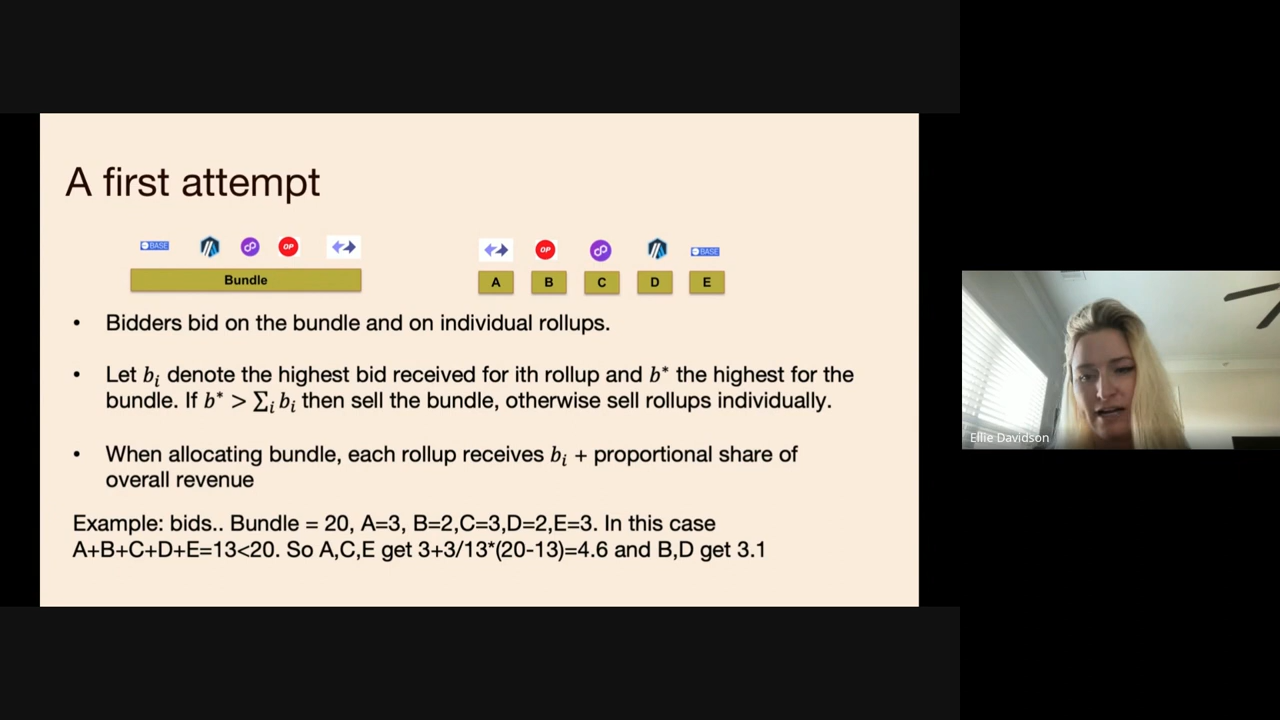 A first attempt
BASE
OP
OP
BASE
Bundle
A B C D E
• Bidders bid on the bundle and on individual rollups.
• Let bᵢ denote the highest bid received for ith rollup and b* the highest for the
bundle. If b* > ∑ᵢ bᵢ then sell the bundle, otherwise sell rollups individually.
• When allocating bundle, each rollup receives bᵢ + proportional share of
overall revenue
Example: bids.. Bundle = 20, A=3, B=2,C=3,D=2,E=3. In this case
A+B+C+D+E=13<20. So A,C,E get 3+3/13*(20-13)=4.6 and B,D get 3.1
Ellie Davidson